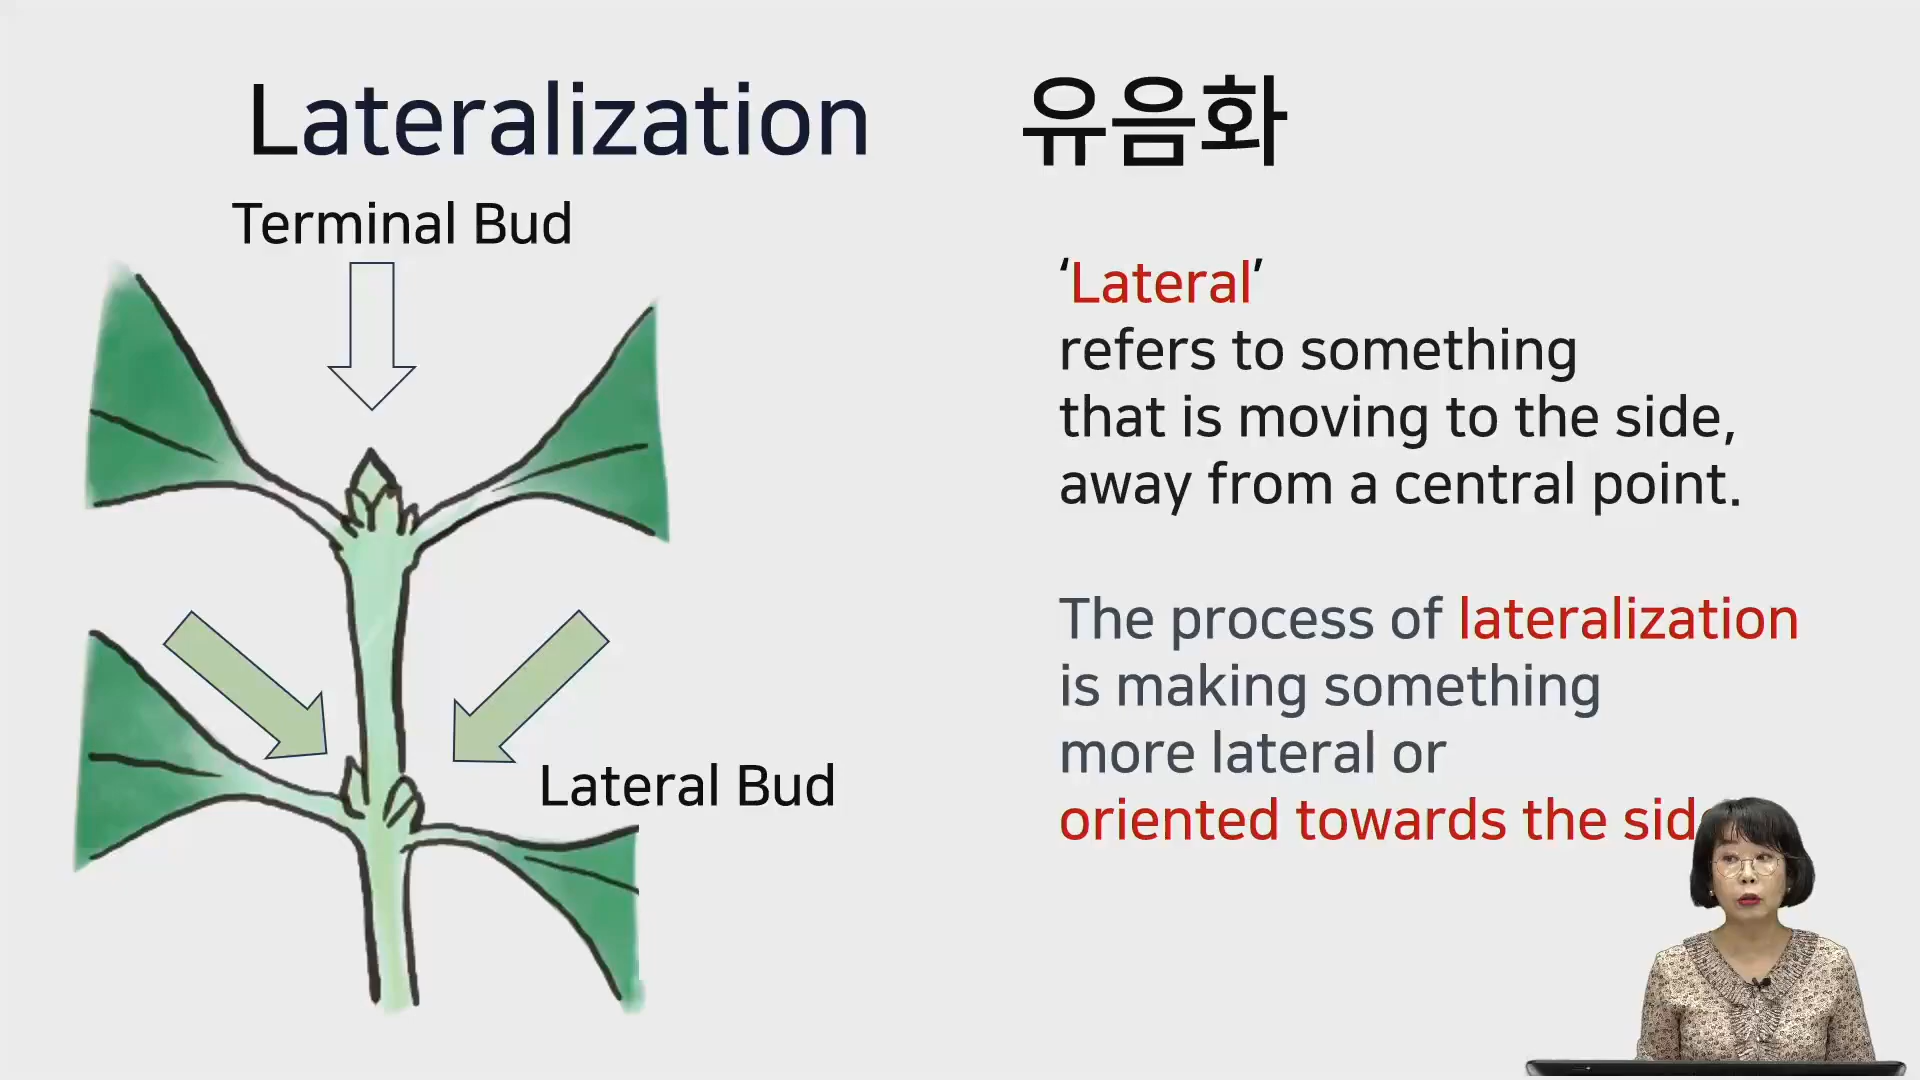 Lateralization 유음화
Terminal Bud
Lateral Bud
‘Lateral’
refers to something
that is moving to the side,
away from a central point.
The process of lateralization
is making something
more lateral or
oriented towards the